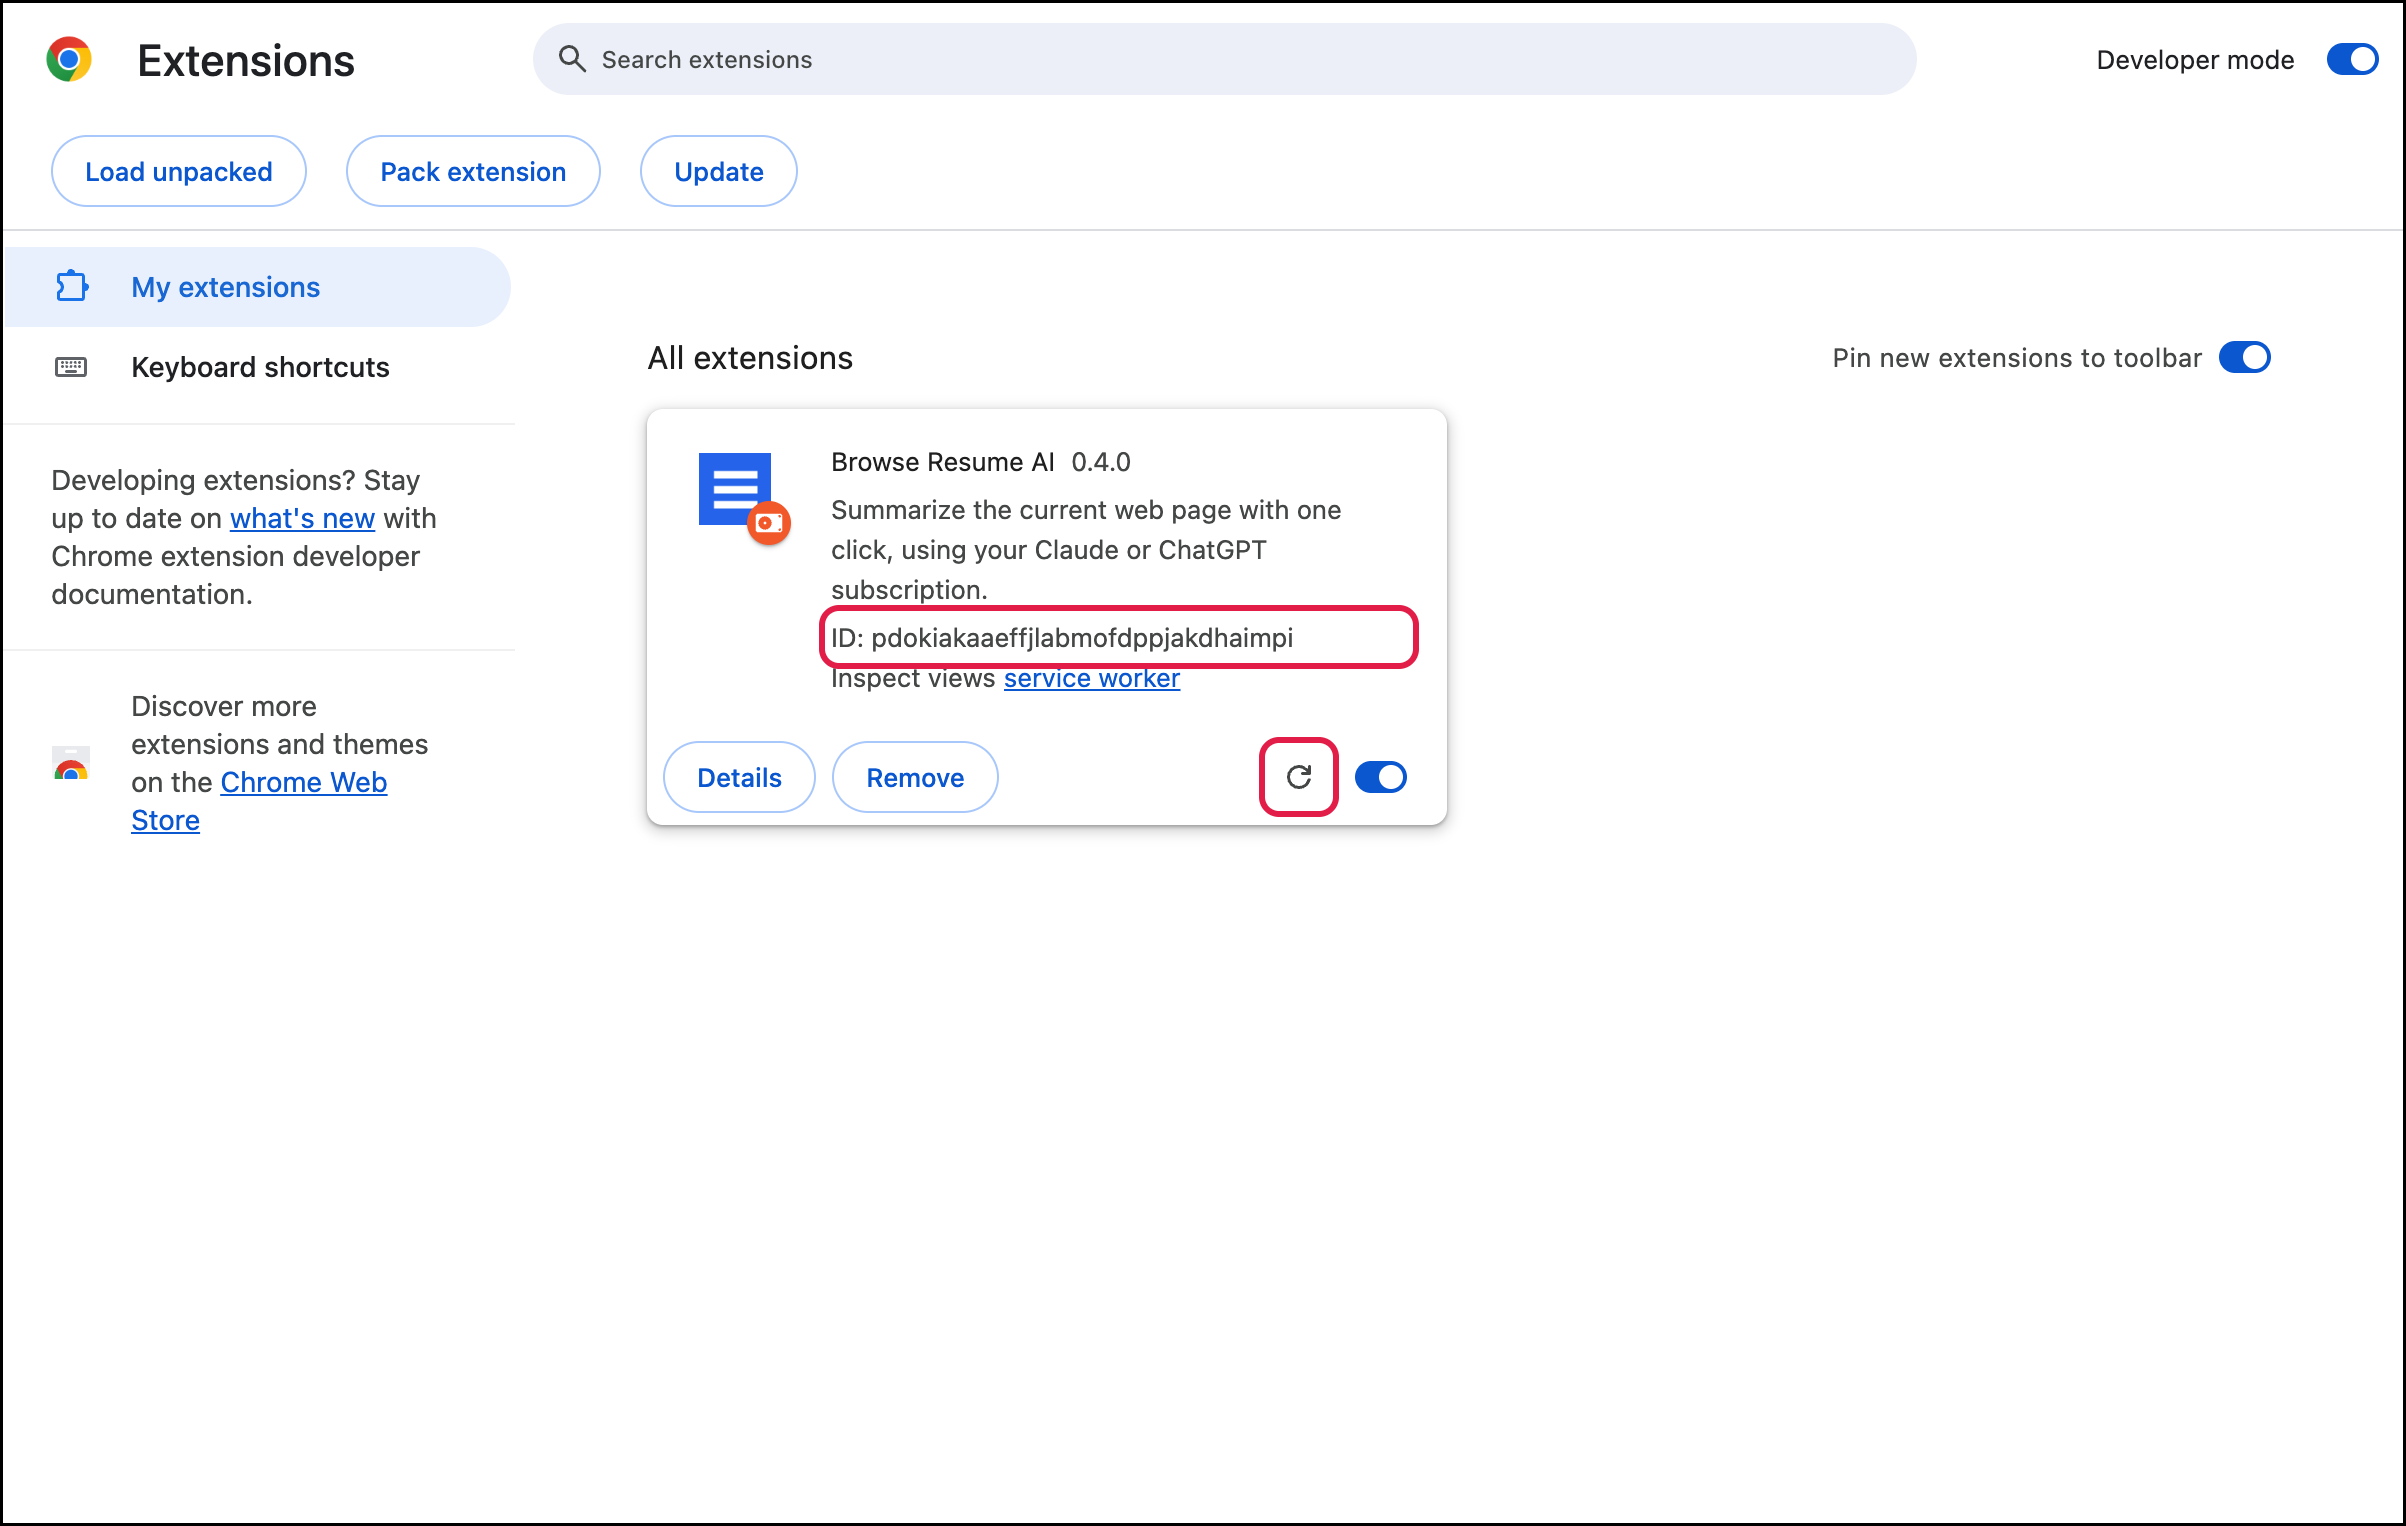 Extensions
Search extensions
Developer mode
Load unpacked
Pack extension
Update
My extensions
Keyboard shortcuts
Developing extensions? Stay
up to date on what's new with
Chrome extension developer
documentation.
Discover more
extensions and themes
on the Chrome Web
Store
All extensions
Pin new extensions to toolbar
Browse Resume AI 0.4.0
Summarize the current web page with one
click, using your Claude or ChatGPT
subscription.
ID: pdokiakaaeffjlabmofdppjakdhaimpi
Inspect views service worker
Details
Remove